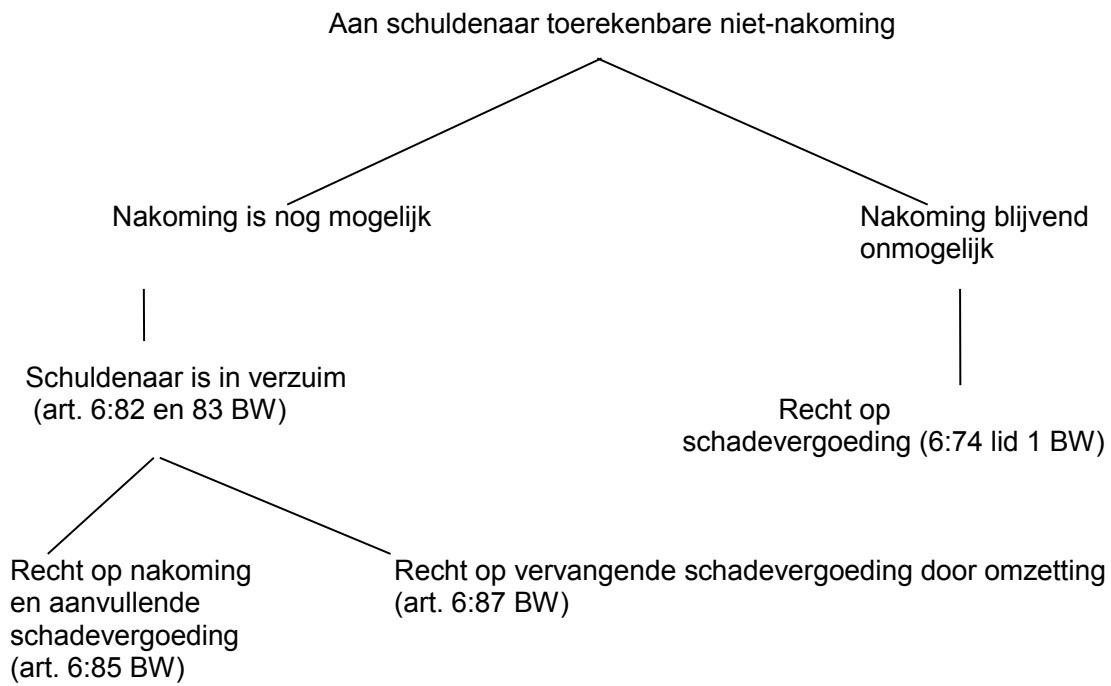 Aan schuldenaar toerekenbare niet-nakoming
Nakoming is nog mogelijk
Nakoming blijvend
onmogelijk
Schuldenaar is in verzuim
(art. 6:82 en 83 BW)
Recht op
schadevergoeding (6:74 lid 1 BW)
Recht op nakoming
en aanvullende
schadevergoeding
(art. 6:85 BW)
Recht op vervangende schadevergoeding door omzetting
(art. 6:87 BW)